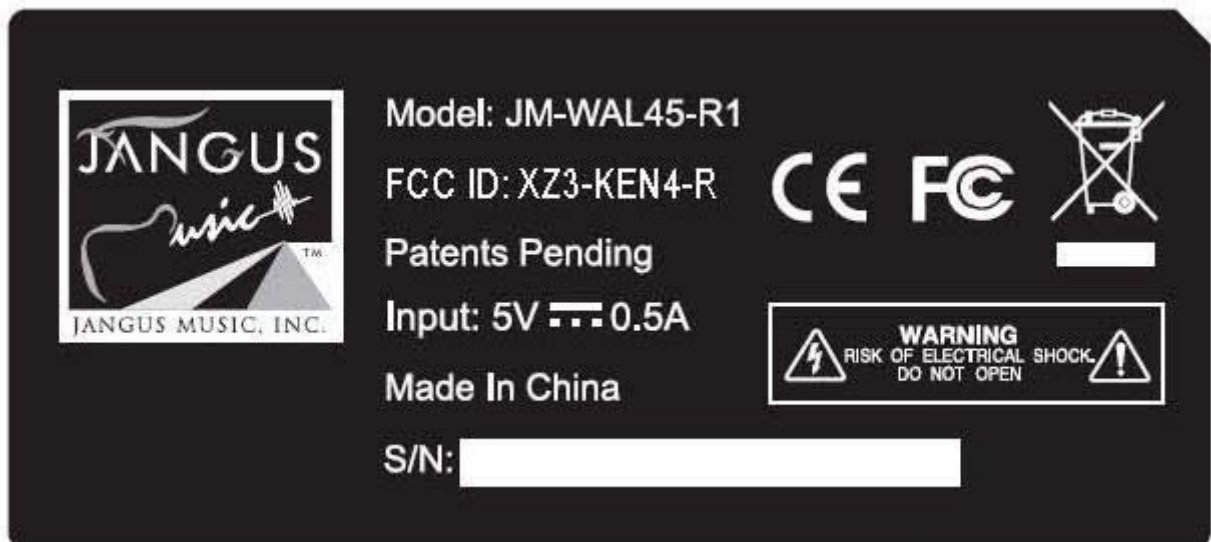 JANGUS
Music
TM
JANGUS MUSIC, INC.
Model: JM-WAL45-R1
FCC ID: XZ3-KEN4-R
Patents Pending
Input: 5V 0.5A
Made In China
S/N:
CE FC
WARNING
RISK OF ELECTRICAL SHOCK
DO NOT OPEN